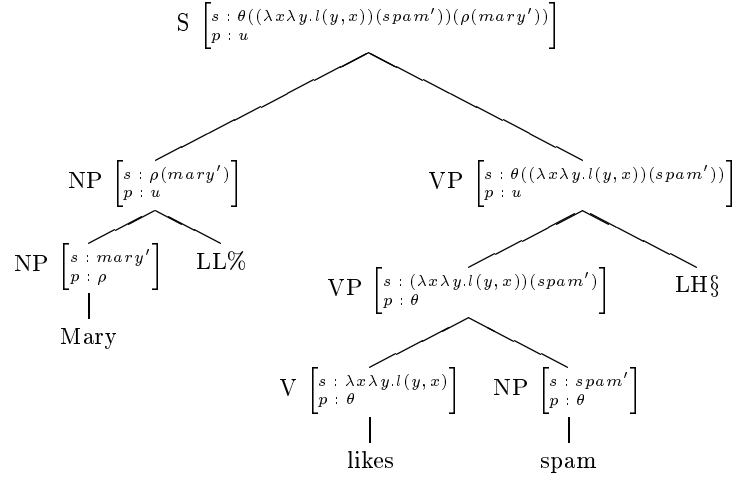 S [s : θ((λxλy.l(y,x))(spam′))(ρ(mary′))
p : u]
NP [s : ρ(mary′)
p : u]
VP [s : θ((λxλy.l(y,x))(spam′))
p : u]
NP [s : mary′
p : ρ]
LL%
VP [s : (λxλy.l(y,x))(spam′)
p : θ]
LH§
Mary
V [s : λxλy.l(y,x)
p : θ]
NP [s : spam′
p : θ]
likes
spam